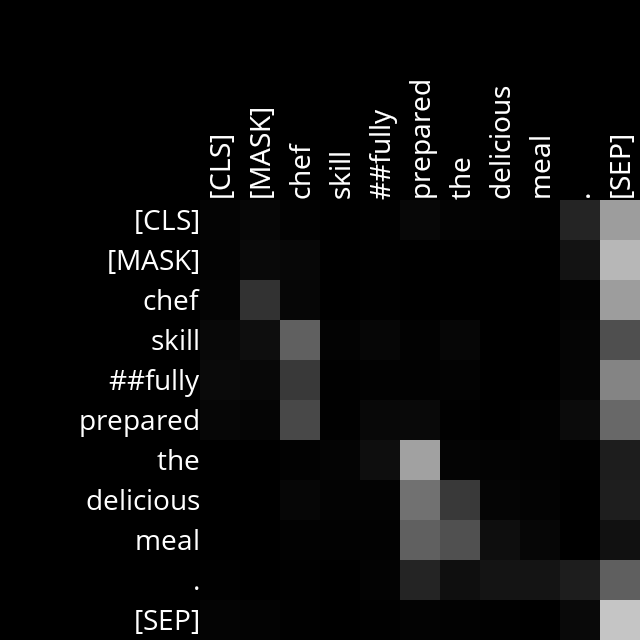 [CLS] [MASK] chef skill ##fully prepared the delicious meal . [SEP]
[CLS]
[MASK]
chef
skill
##fully
prepared
the
delicious
meal
.
[SEP]